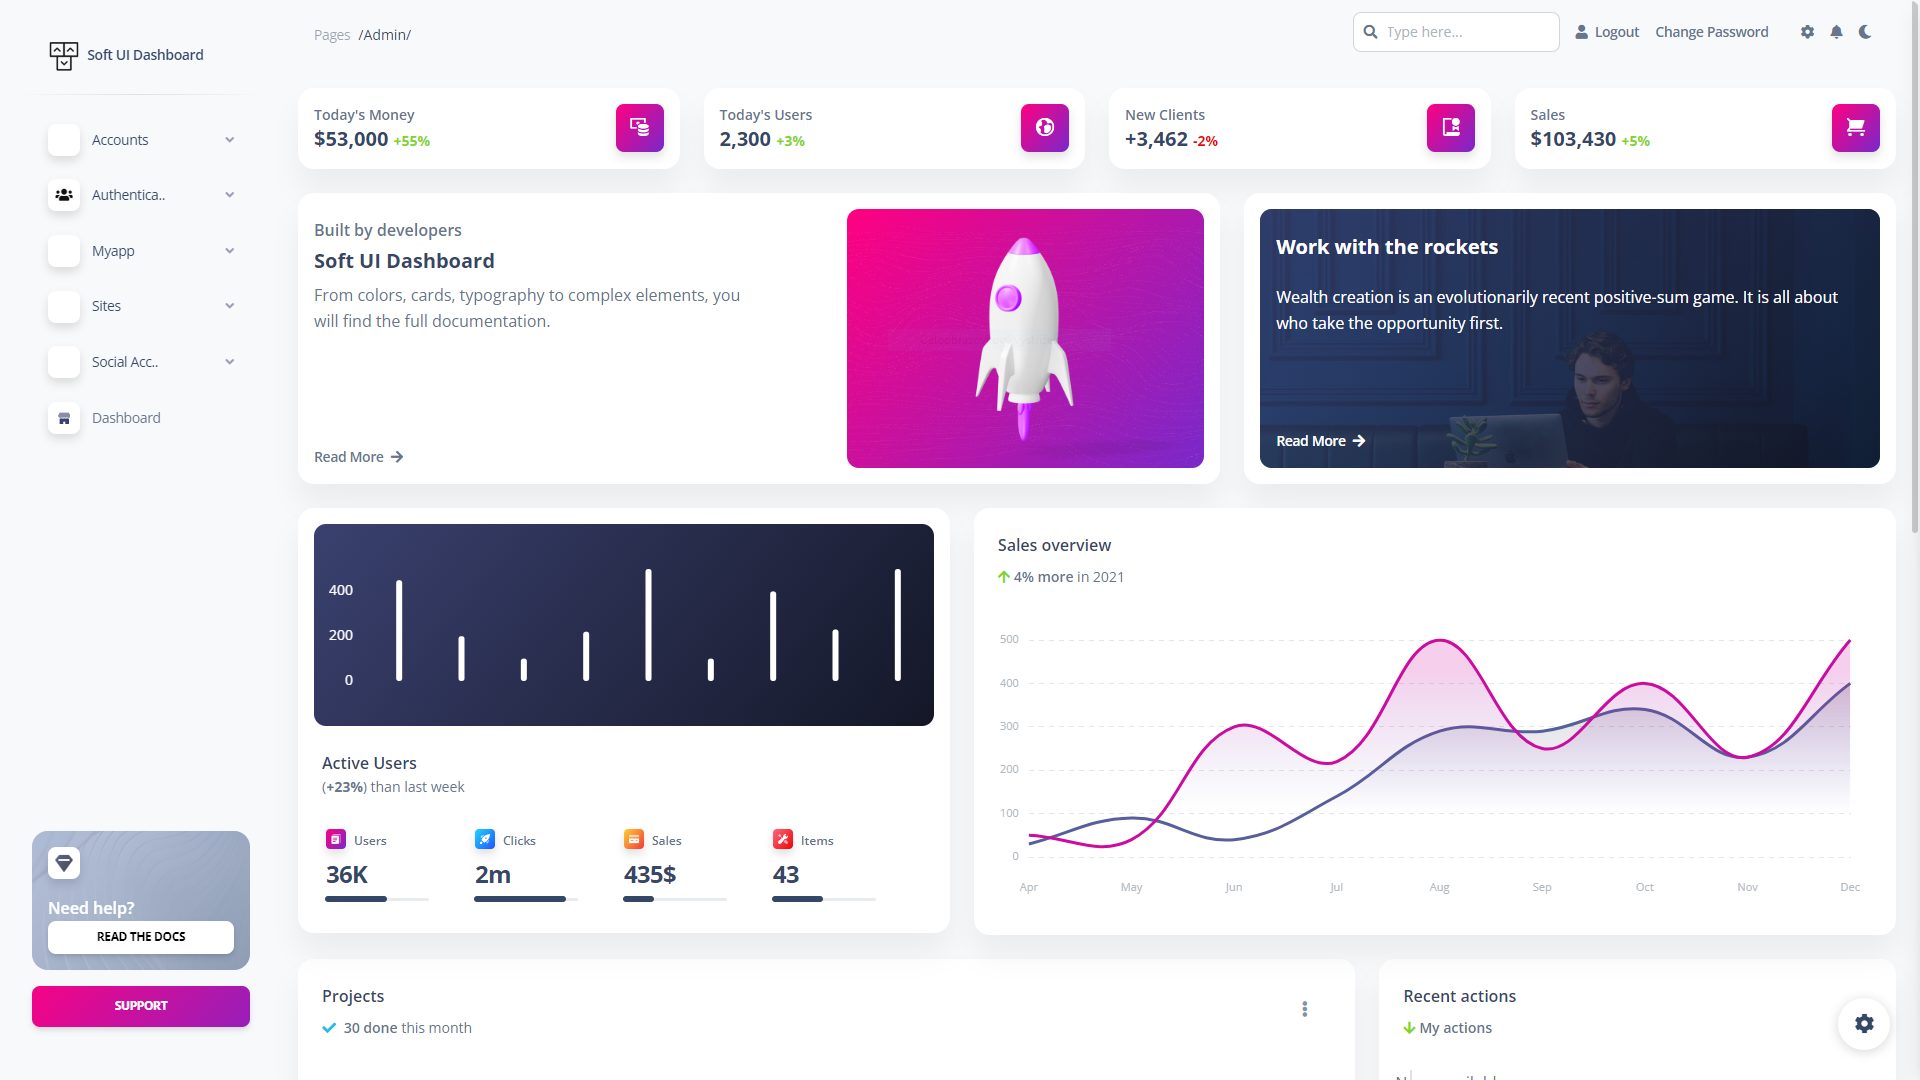 Soft UI Dashboard
Pages /Admin/
Type here...
Logout
Change Password
Accounts
Authentica..
Myapp
Sites
Social Acc..
Dashboard
Need help?
READ THE DOCS
SUPPORT
Today's Money
$53,000 +55%
Today's Users
2,300 +3%
New Clients
+3,462 -2%
Sales
$103,430 +5%
Built by developers
Soft UI Dashboard
From colors, cards, typography to complex elements, you
will find the full documentation.
Read More
Work with the rockets
Wealth creation is an evolutionarily recent positive-sum game. It is all about
who take the opportunity first.
Read More
400
200
0
Active Users
(+23%) than last week
Users
36K
Clicks
2m
Sales
435$
Items
43
Sales overview
4% more in 2021
500
400
300
200
100
0
Apr May Jun Jul Aug Sep Oct Nov Dec
Projects
30 done this month
Recent actions
My actions